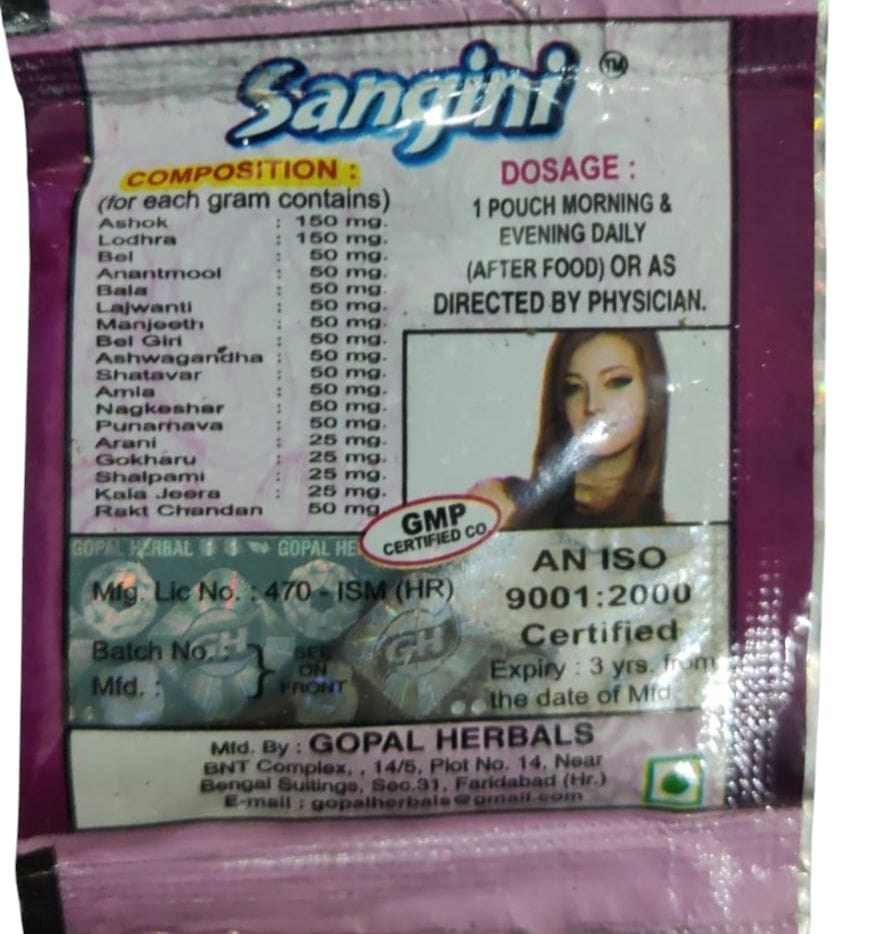 Sangini TM
COMPOSITION :
(for each gram contains)
Ashok : 150 mg.
Lodhra : 150 mg.
Bel : 50 mg.
Anantmool : 50 mg.
Bala : 50 mg.
Lajwanti : 50 mg.
Manjeeth : 50 mg.
Bel Giri : 50 mg.
Ashwagandha : 50 mg.
Shatavar : 50 mg.
Amla : 50 mg.
Nagkeshar : 50 mg.
Punarnava : 50 mg.
Arani : 25 mg.
Gokharu : 25 mg.
Shalparni : 25 mg.
Kala Jeera : 25 mg.
Rakt Chandan 50 mg.
DOSAGE :
1 POUCH MORNING &
EVENING DAILY
(AFTER FOOD) OR AS
DIRECTED BY PHYSICIAN.
GMP
CERTIFIED CO.
GOPAL HERBAL GOPAL HE
Mfg. Lic No. : 470 - ISM (HR)
GH
GH
Batch No. :
Mfd. :
SEE
ON
FRONT
AN ISO
9001:2000
Certified
Expiry : 3 yrs. from
the date of Mfd.
Mfd. By : GOPAL HERBALS
BNT Complex, , 14/5, Plot No. 14, Near
Bengal Suitings, Sec.31, Faridabad (Hr.)
E-mail : gopalherbals@gmail.com